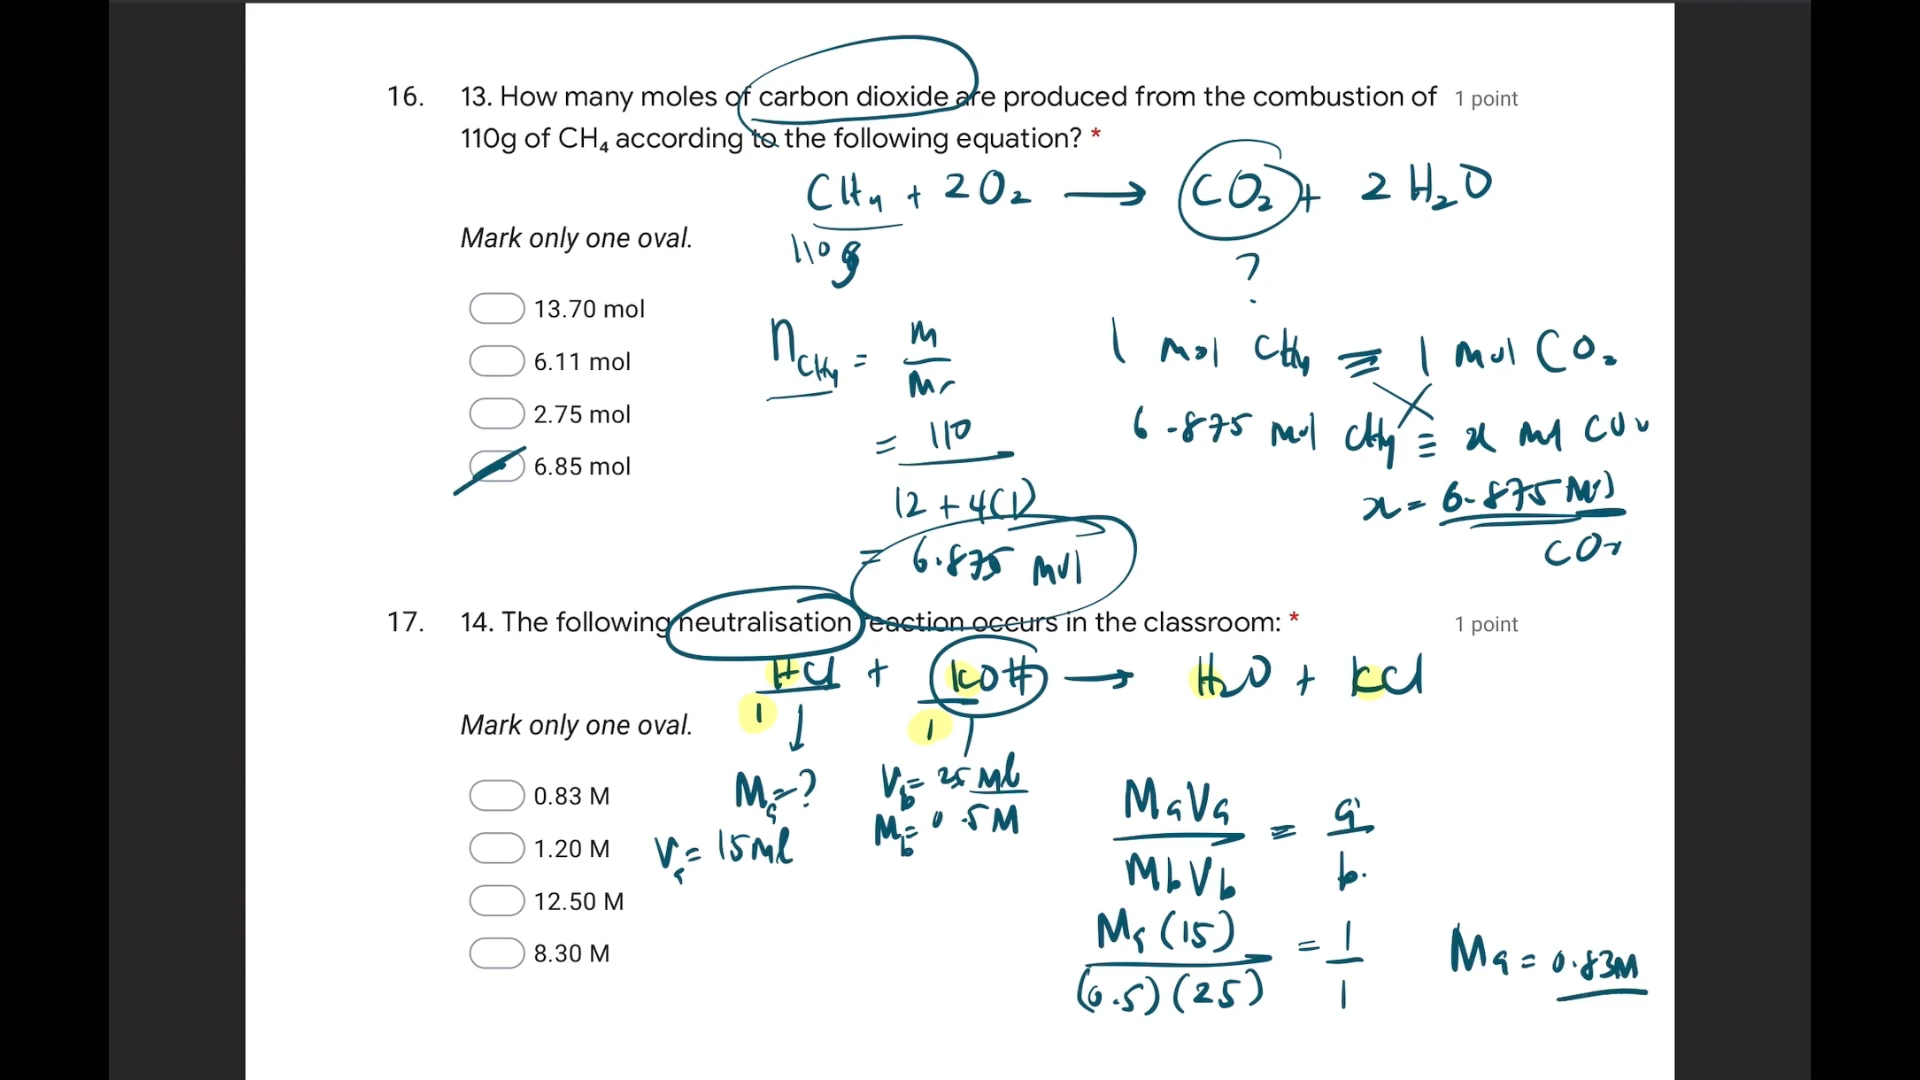 16. 13. How many moles of carbon dioxide are produced from the combustion of 1 point
110g of CH₄ according to the following equation? *
CH₄ + 2O₂ → CO₂ + 2H₂O
110g
?
Mark only one oval.
13.70 mol
6.11 mol
2.75 mol
6.85 mol
nCH₄ = m/Mr
= 110/12 + 4(1)
= 6.875 mol
1 mol CH₄ ≡ 1 mol CO₂
6.875 mol CH₄ ≡ x mol CO₂
x = 6.875 mol
CO₂
17. 14. The following neutralisation reaction occurs in the classroom: * 1 point
HCl + KOH → H₂O + KCl
1 1
Mark only one oval.
0.83 M
1.20 M
12.50 M
8.30 M
Ma = ?
Va = 15ml
Vb = 25 ml
Mb = 0.5M
MaVa/MbVb = a/b.
Ma(15)/(0.5)(25) = 1/1
Ma = 0.83M